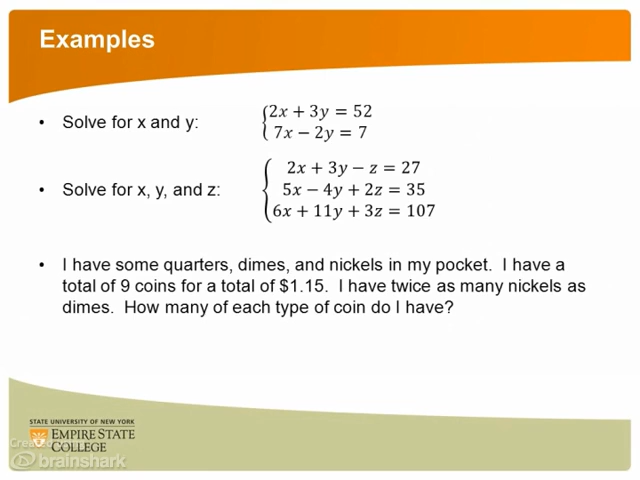 Examples
• Solve for x and y: 2x + 3y = 52
7x − 2y = 7
• Solve for x, y, and z: 2x + 3y − z = 27
5x − 4y + 2z = 35
6x + 11y + 3z = 107
• I have some quarters, dimes, and nickels in my pocket.  I have a
total of 9 coins for a total of $1.15.  I have twice as many nickels as
dimes.  How many of each type of coin do I have?
STATE UNIVERSITY OF NEW YORK
EMPIRE STATE
COLLEGE
brainshark